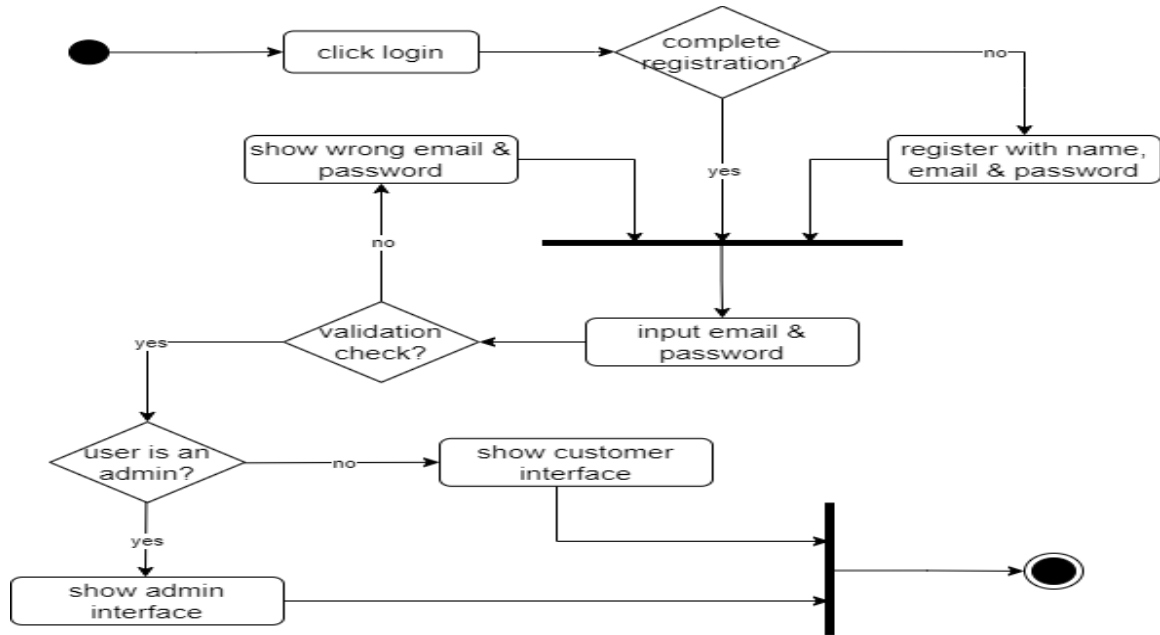 click login
complete
registration?
no
show wrong email &
password
yes
register with name,
email & password
no
validation
check?
input email &
password
yes
user is an
admin?
no
show customer
interface
yes
show admin
interface